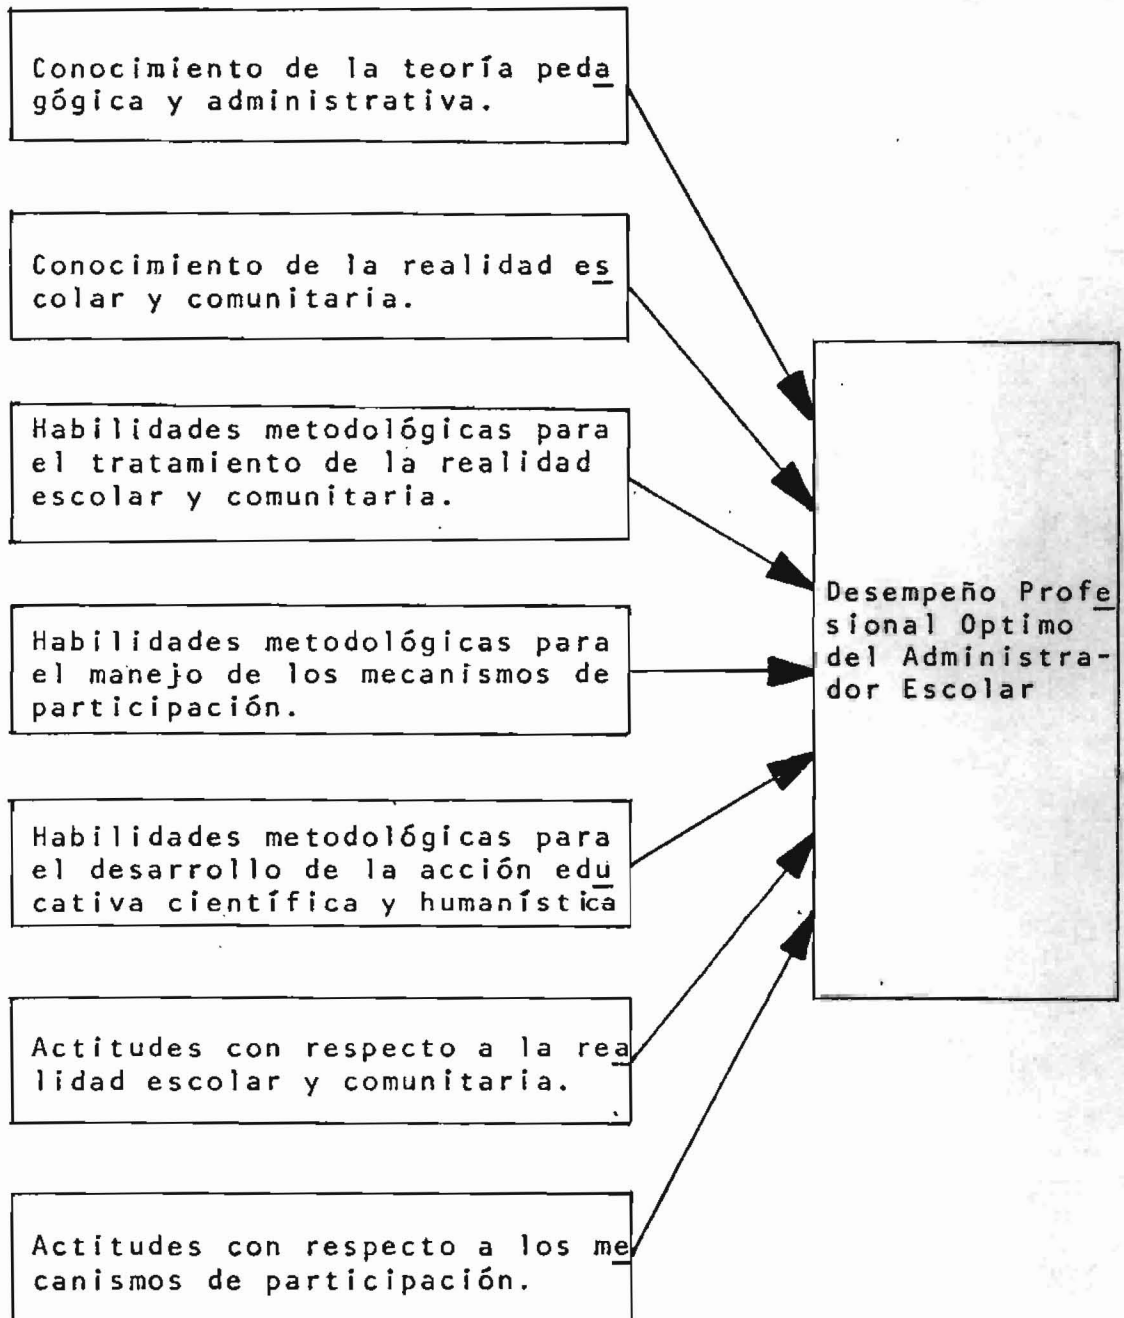 Conocimiento de la teoría peda
gógica y administrativa.
Conocimiento de la realidad es
colar y comunitaria.
Habilidades metodológicas para
el tratamiento de la realidad
escolar y comunitaria.
Habilidades metodológicas para
el manejo de los mecanismos de
participación.
Habilidades metodológicas para
el desarrollo de la acción edu
cativa científica y humanística
Actitudes con respecto a la rea
lidad escolar y comunitaria.
Actitudes con respecto a los me
canismos de participación.
Desempeño Profe
sional Optimo
del Administra-
dor Escolar